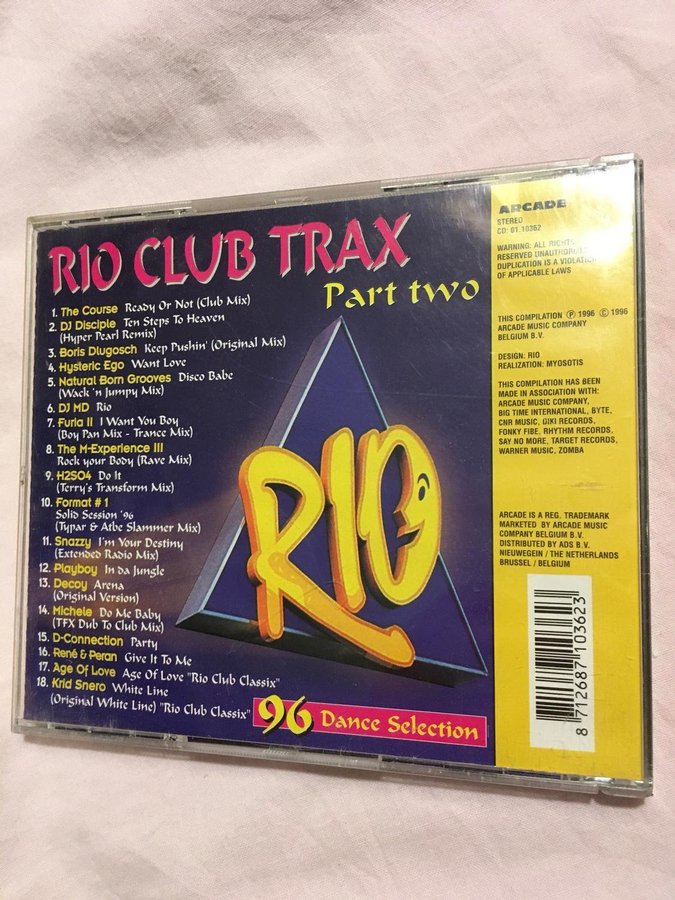 RIO CLUB TRAX
Part two
1. The Course Ready Or Not (Club Mix)
2. DJ Disciple Ten Steps To Heaven
(Hyper Pearl Remix)
3. Boris Dlugosch Keep Pushin' (Original Mix)
4. Hysteric Ego Want Love
5. Natural Born Grooves Disco Babe
(Wack 'n Jumpy Mix)
6. DJ MD Rio
7. Furia II I Want You Boy
(Boy Pan Mix - Trance Mix)
8. The M-Experience III
Rock your Body (Rave Mix)
9. H2SO4 Do It
(Terry's Transform Mix)
10. Format # 1
Solid Session '96
(Typar & Atbe Slammer Mix)
11. Snazzy I'm Your Destiny
(Extended Radio Mix)
12. Playboy In da Jungle
13. Decoy Arena
(Original Version)
14. Michele Do Me Baby
(TFX Dub To Club Mix)
15. D-Connection Party
16. René & Peran Give It To Me
17. Age Of Love Age Of Love "Rio Club Classix"
18. Krid Snero White Line
(Original White Line) "Rio Club Classix"
RIO
96 Dance Selection
ARCADE
STEREO
CD: 01.10362
WARNING: ALL RIGHTS
RESERVED UNAUTHORISED
DUPLICATION IS A VIOLATION
OF APPLICABLE LAWS
THIS COMPILATION Ⓟ 1996 © 1996
ARCADE MUSIC COMPANY
BELGIUM B.V.
DESIGN: RIO
REALIZATION: MYOSOTIS
THIS COMPILATION HAS BEEN
MADE IN ASSOCIATION WITH:
ARCADE MUSIC COMPANY,
BIG TIME INTERNATIONAL, BYTE,
CNR MUSIC, GIKI RECORDS,
FONKY FIBE, RHYTHM RECORDS,
SAY NO MORE, TARGET RECORDS,
WARNER MUSIC, ZOMBA
ARCADE IS A REG. TRADEMARK
MARKETED BY ARCADE MUSIC
COMPANY BELGIUM B.V.
DISTRIBUTED BY ADS B.V.
NIEUWEGEIN / THE NETHERLANDS
BRUSSEL / BELGIUM
8 712687 103623